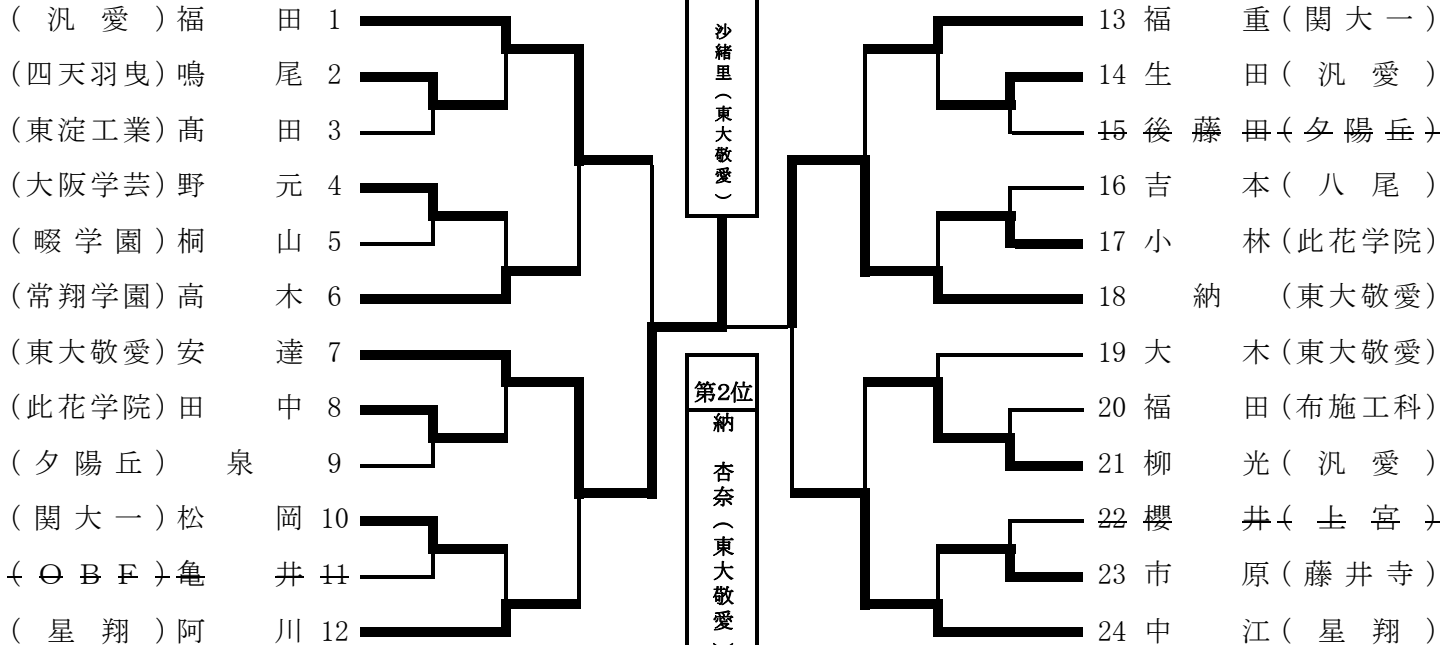 (汎愛)福田 1
(四天羽曳)鳴尾 2
(東淀工業)髙田 3
(大阪学芸)野元 4
(畷学園)桐山 5
(常翔学園)高木 6
(東大敬愛)安達 7
(此花学院)田中 8
(夕陽丘)泉 9
(関大一)松岡 10
(OBF)亀井 11
(星翔)阿川 12
沙緒里(東大敬愛)
第2位
納 杏奈(東大敬愛
13 福重(関大一)
14 生田(汎愛)
15 後藤田(夕陽丘)
16 吉本(八尾)
17 小林(此花学院)
18 納(東大敬愛)
19 大木(東大敬愛)
20 福田(布施工科)
21 柳光(汎愛)
22 櫻井(上宮)
23 市原(藤井寺)
24 中江(星翔)